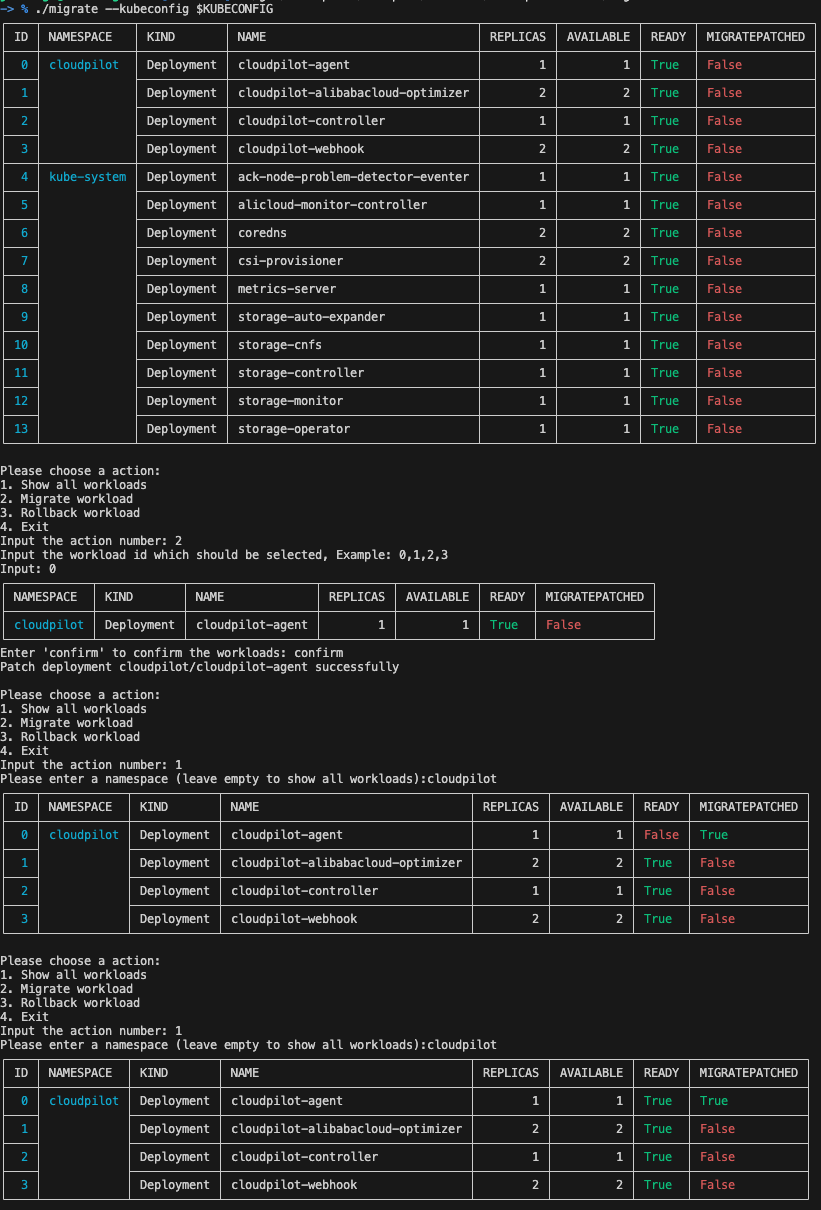 -> % ./migrate --kubeconfig $KUBECONFIG
ID NAMESPACE KIND NAME REPLICAS AVAILABLE READY MIGRATEPATCHED
0 cloudpilot Deployment cloudpilot-agent 1 1 True False
1 Deployment cloudpilot-alibabacloud-optimizer 2 2 True False
2 Deployment cloudpilot-controller 1 1 True False
3 Deployment cloudpilot-webhook 2 2 True False
4 kube-system Deployment ack-node-problem-detector-eventer 1 1 True False
5 Deployment alicloud-monitor-controller 1 1 True False
6 Deployment coredns 2 2 True False
7 Deployment csi-provisioner 2 2 True False
8 Deployment metrics-server 1 1 True False
9 Deployment storage-auto-expander 1 1 True False
10 Deployment storage-cnfs 1 1 True False
11 Deployment storage-controller 1 1 True False
12 Deployment storage-monitor 1 1 True False
13 Deployment storage-operator 1 1 True False
Please choose a action:
1. Show all workloads
2. Migrate workload
3. Rollback workload
4. Exit
Input the action number: 2
Input the workload id which should be selected, Example: 0,1,2,3
Input: 0
NAMESPACE KIND NAME REPLICAS AVAILABLE READY MIGRATEPATCHED
cloudpilot Deployment cloudpilot-agent 1 1 True False
Enter 'confirm' to confirm the workloads: confirm
Patch deployment cloudpilot/cloudpilot-agent successfully
Please choose a action:
1. Show all workloads
2. Migrate workload
3. Rollback workload
4. Exit
Input the action number: 1
Please enter a namespace (leave empty to show all workloads):cloudpilot
ID NAMESPACE KIND NAME REPLICAS AVAILABLE READY MIGRATEPATCHED
0 cloudpilot Deployment cloudpilot-agent 1 1 False True
1 Deployment cloudpilot-alibabacloud-optimizer 2 2 True False
2 Deployment cloudpilot-controller 1 1 True False
3 Deployment cloudpilot-webhook 2 2 True False
Please choose a action:
1. Show all workloads
2. Migrate workload
3. Rollback workload
4. Exit
Input the action number: 1
Please enter a namespace (leave empty to show all workloads):cloudpilot
ID NAMESPACE KIND NAME REPLICAS AVAILABLE READY MIGRATEPATCHED
0 cloudpilot Deployment cloudpilot-agent 1 1 True True
1 Deployment cloudpilot-alibabacloud-optimizer 2 2 True False
2 Deployment cloudpilot-controller 1 1 True False
3 Deployment cloudpilot-webhook 2 2 True False